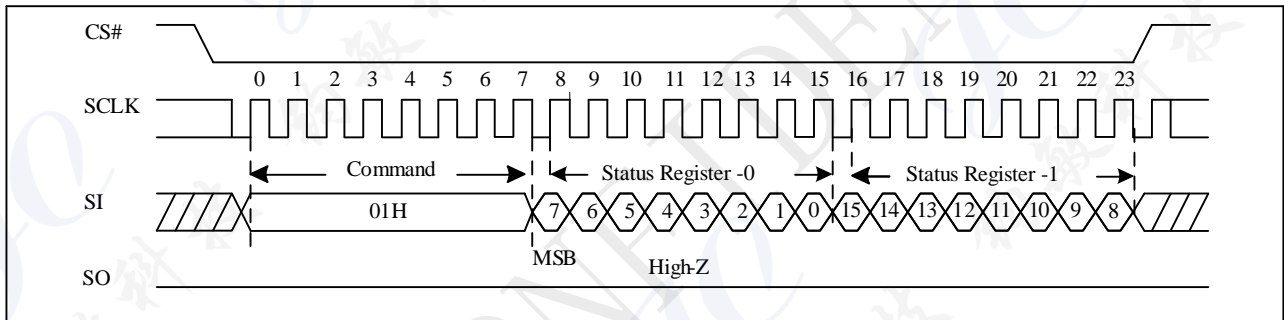 CS#
0 1 2 3 4 5 6 7 8 9 10 11 12 13 14 15 16 17 18 19 20 21 22 23
SCLK
Command Status Register -0 Status Register -1
SI 01H 7 6 5 4 3 2 1 0 15 14 13 12 11 10 9 8
MSB High-Z
SO